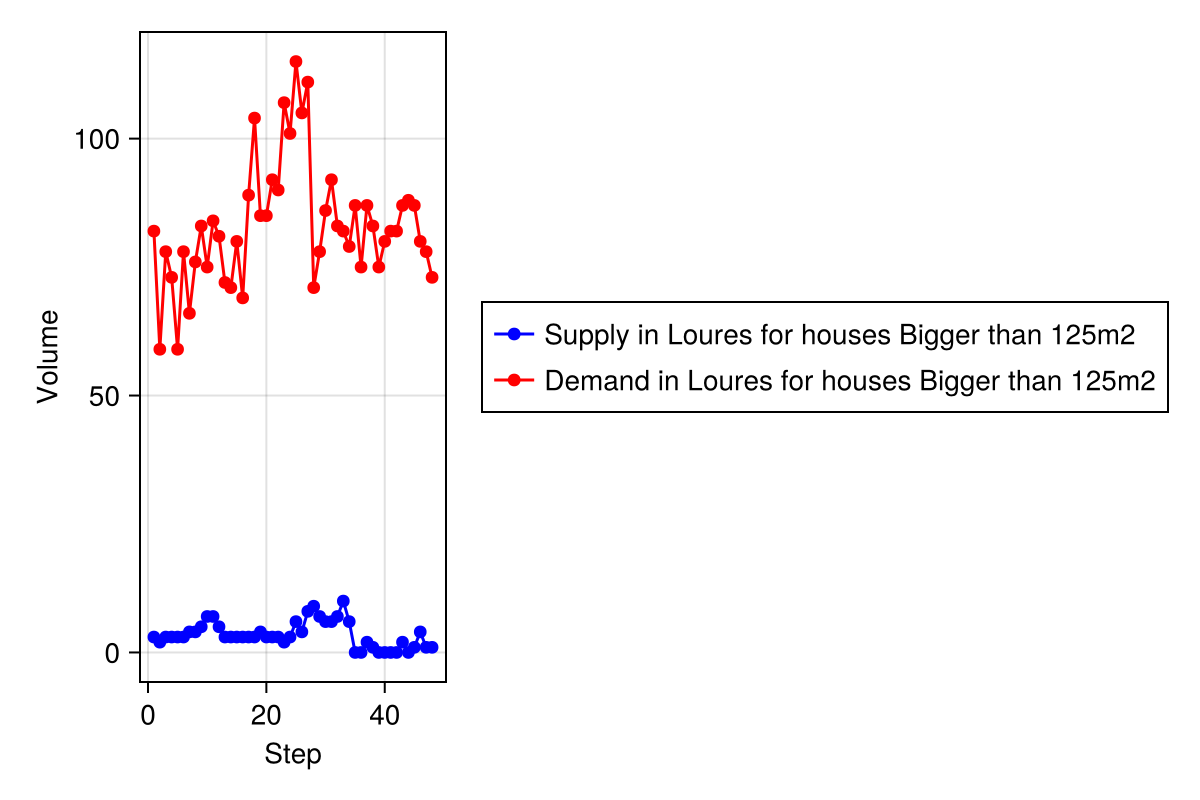 Volume
100
50
0
0 20 40
Step
Supply in Loures for houses Bigger than 125m2
Demand in Loures for houses Bigger than 125m2